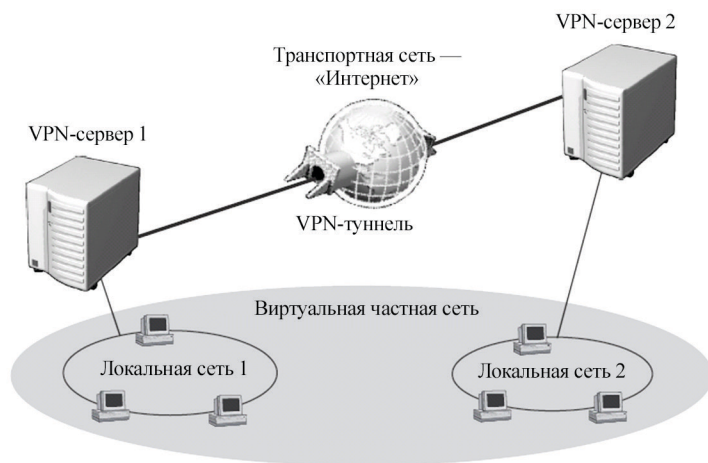 VPN-сервер 2
Транспортная сеть —
«Интернет»
VPN-сервер 1
VPN-туннель
Виртуальная частная сеть
Локальная сеть 1
Локальная сеть 2